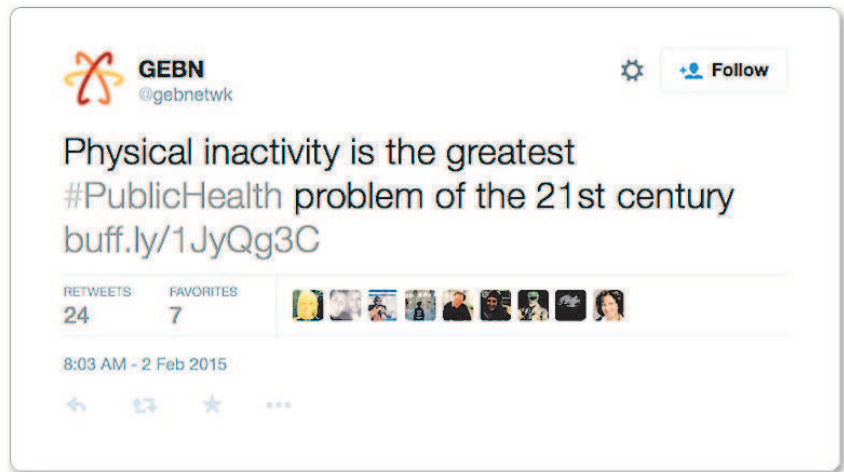 GEBN
@gebnetwk
Follow
Physical inactivity is the greatest
#PublicHealth problem of the 21st century
buff.ly/1JyQg3C
RETWEETS FAVORITES
24 7
8:03 AM - 2 Feb 2015